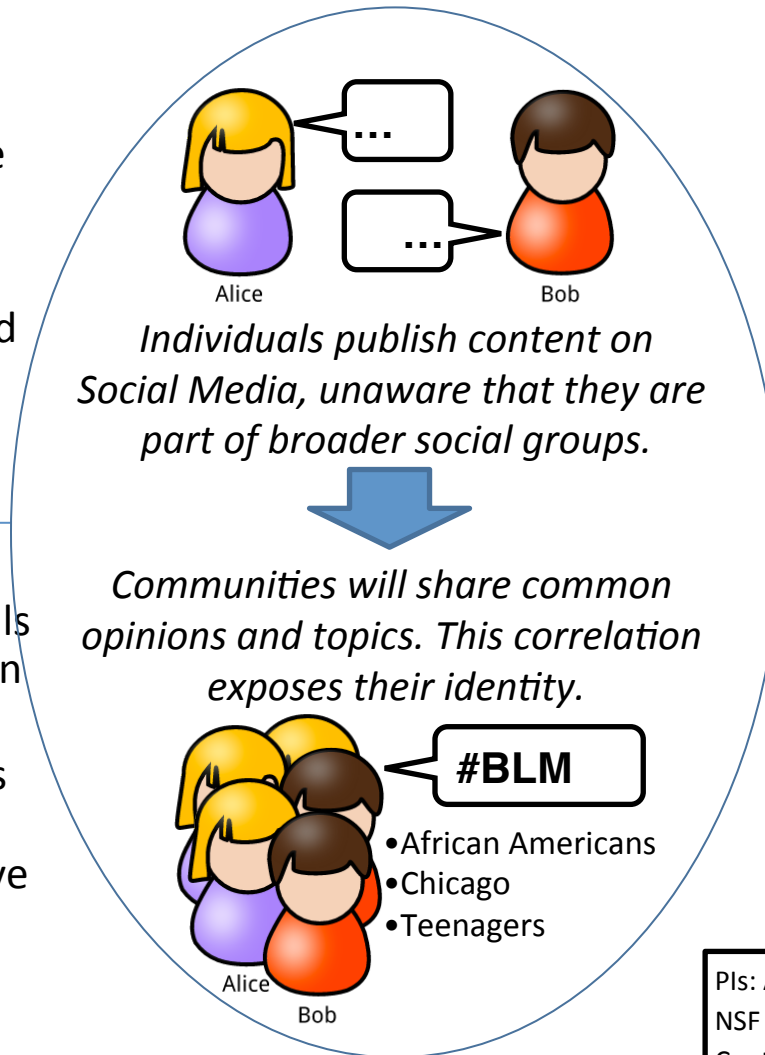 ...
...
Alice
Bob
Individuals publish content on
Social Media, unaware that they are
part of broader social groups.
Communities will share common
opinions and topics. This correlation
exposes their identity.
#BLM
•African Americans
•Chicago
•Teenagers
Alice
Bob
PIs:
NSF